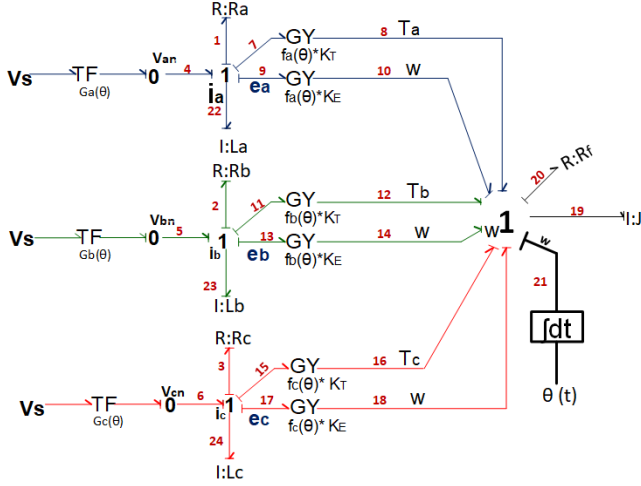 R:Ra
1
7
GY
8
Ta
fa(θ)*KT
Van
Vs
TF
0
4
1
9
GY
10
W
Ga(θ)
ia
ea
fa(θ)*KE
22
I:La
R:Rb
2
11
GY
12
Tb
fb(θ)*KT
Vbn
Vs
TF
0
5
1
13
GY
14
W
Gb(θ)
ib
eb
fb(θ)*KE
23
I:Lb
20
R:Rf
W
1
19
I:J
w
21
∫dt
θ (t)
R:Rc
3
15
GY
16
Tc
fc(θ)* KT
Vcn
Vs
TF
0
6
1
17
GY
18
W
Gc(θ)
ic
ec
fc(θ)* KE
24
I:Lc